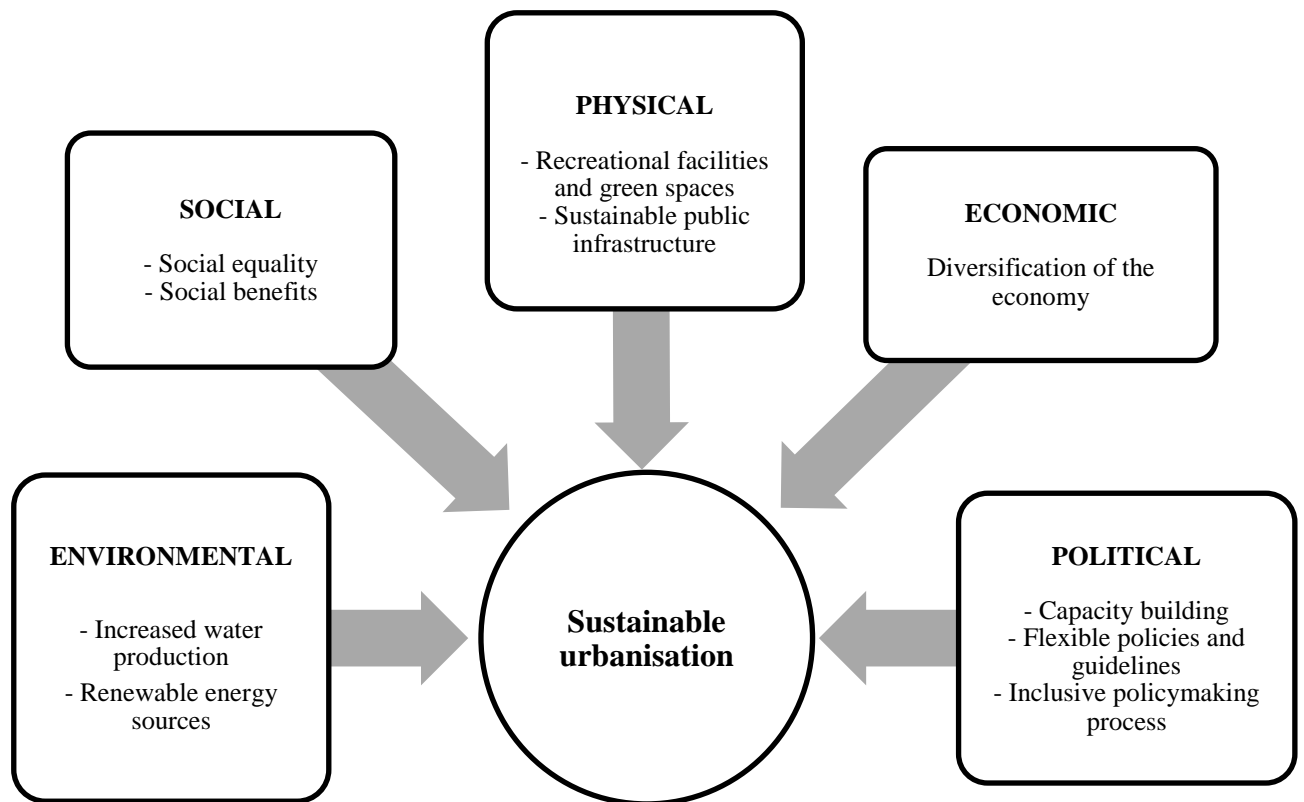 PHYSICAL
- Recreational facilities
and green spaces
- Sustainable public
infrastructure
SOCIAL
- Social equality
- Social benefits
ECONOMIC
Diversification of the
economy
ENVIRONMENTAL
- Increased water
production
- Renewable energy
sources
Sustainable
urbanisation
POLITICAL
- Capacity building
- Flexible policies and
guidelines
- Inclusive policymaking
process